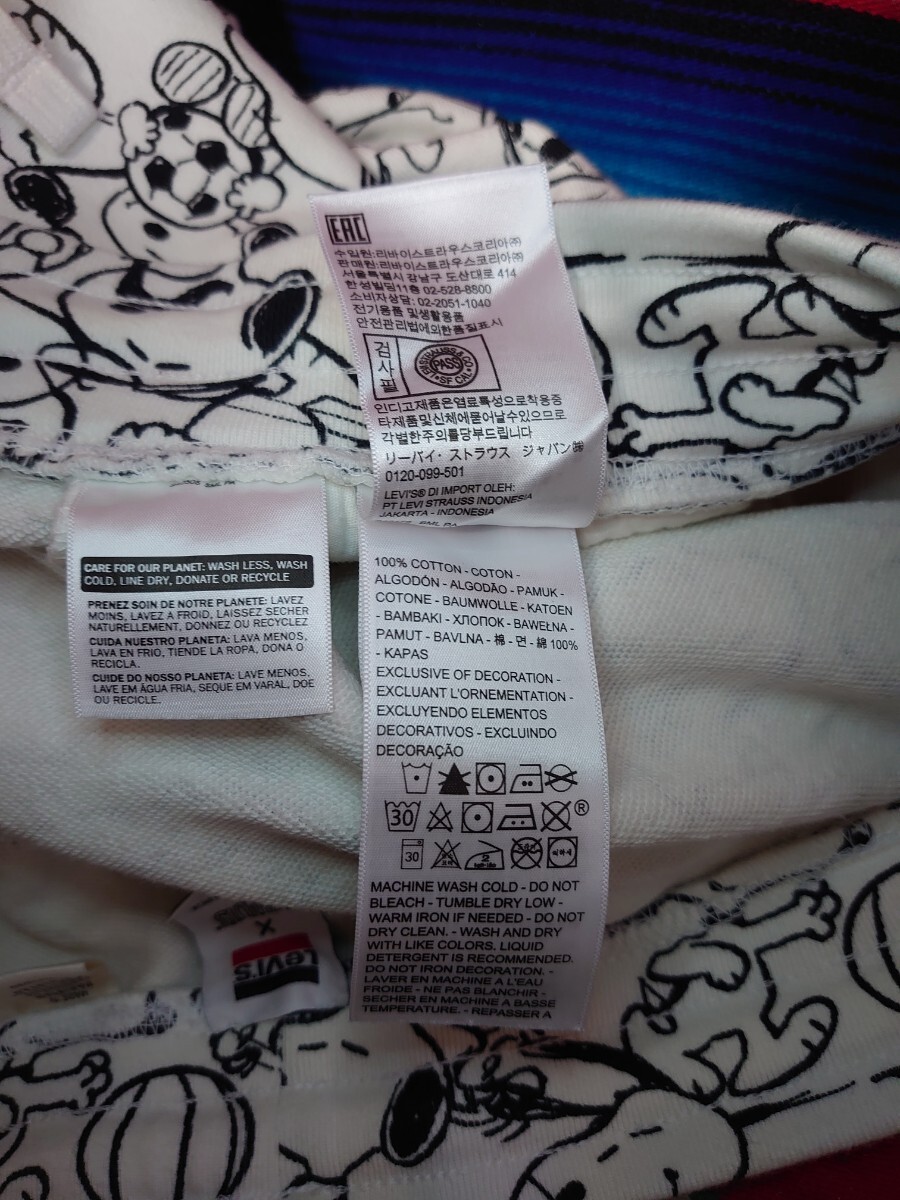 EAC
수입원:리바이스트라우스코리아㈜
판매원:리바이스트라우스코리아㈜
서울특별시 강남구 도산대로 414
한성빌딩11층 02-528-8800
소비자상담: 02-2051-1040
전기용품 및생활용품
안전관리법에의한품질표시
검사필
LEVI STRAUSS & CO
PASS
SF CAL
인디고제품은염료특성으로착용중
타제품및신체에묻어날수있으므로
각별한주의를당부드립니다
リーバイ・ストラウス ジャパン㈱
0120-099-501
LEVI'S® DI IMPORT OLEH:
PT LEVI STRAUSS INDONESIA
JAKARTA - INDONESIA
CARE FOR OUR PLANET: WASH LESS, WASH
COLD, LINE DRY, DONATE OR RECYCLE
PRENEZ SOIN DE NOTRE PLANETE: LAVEZ
MOINS, LAVEZ A FROID, LAISSEZ SECHER
NATURELLEMENT, DONNEZ OU RECYCLEZ
CUIDA NUESTRO PLANETA: LAVA MENOS,
LAVA EN FRIO, TIENDE LA ROPA, DONA O
RECICLA.
CUIDE DO NOSSO PLANETA: LAVE MENOS,
LAVE EM ÁGUA FRIA, SEQUE EM VARAL, DOE
OU RECICLE.
100% COTTON - COTON -
ALGODÓN - ALGODÃO - PAMUK -
COTONE - BAUMWOLLE - KATOEN
- BAMBAKI - ХЛОПОК - BAWEŁNA -
PAMUT - BAVLNA - 棉 - 면 - 綿 100%
- KAPAS
EXCLUSIVE OF DECORATION -
EXCLUANT L'ORNEMENTATION -
EXCLUYENDO ELEMENTOS
DECORATIVOS - EXCLUINDO
DECORAÇÃO
30
®
30
2
MACHINE WASH COLD - DO NOT
BLEACH - TUMBLE DRY LOW -
WARM IRON IF NEEDED - DO NOT
DRY CLEAN. - WASH AND DRY
WITH LIKE COLORS. LIQUID
DETERGENT IS RECOMMENDED.
DO NOT IRON DECORATION. -
LAVER EN MACHINE A L'EAU
FROIDE - NE PAS BLANCHIR -
SECHER EN MACHINE A BASSE
TEMPERATURE. - REPASSER A
X
LEVI'S